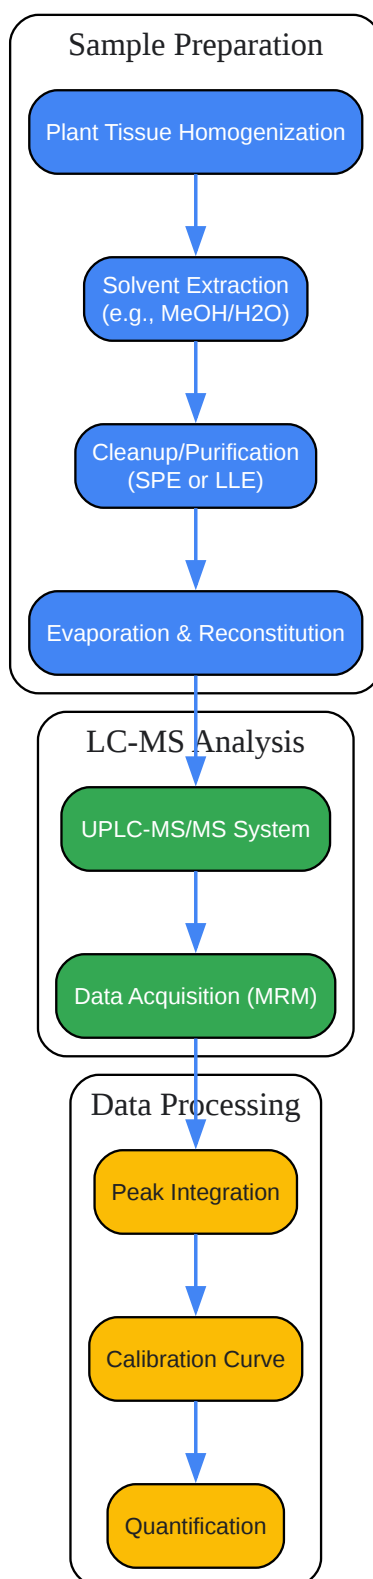 Sample Preparation
Plant Tissue Homogenization
Solvent Extraction
(e.g., MeOH/H2O)
Cleanup/Purification
(SPE or LLE)
Evaporation & Reconstitution
LC-MS Analysis
UPLC-MS/MS System
Data Acquisition (MRM)
Data Processing
Peak Integration
Calibration Curve
Quantification